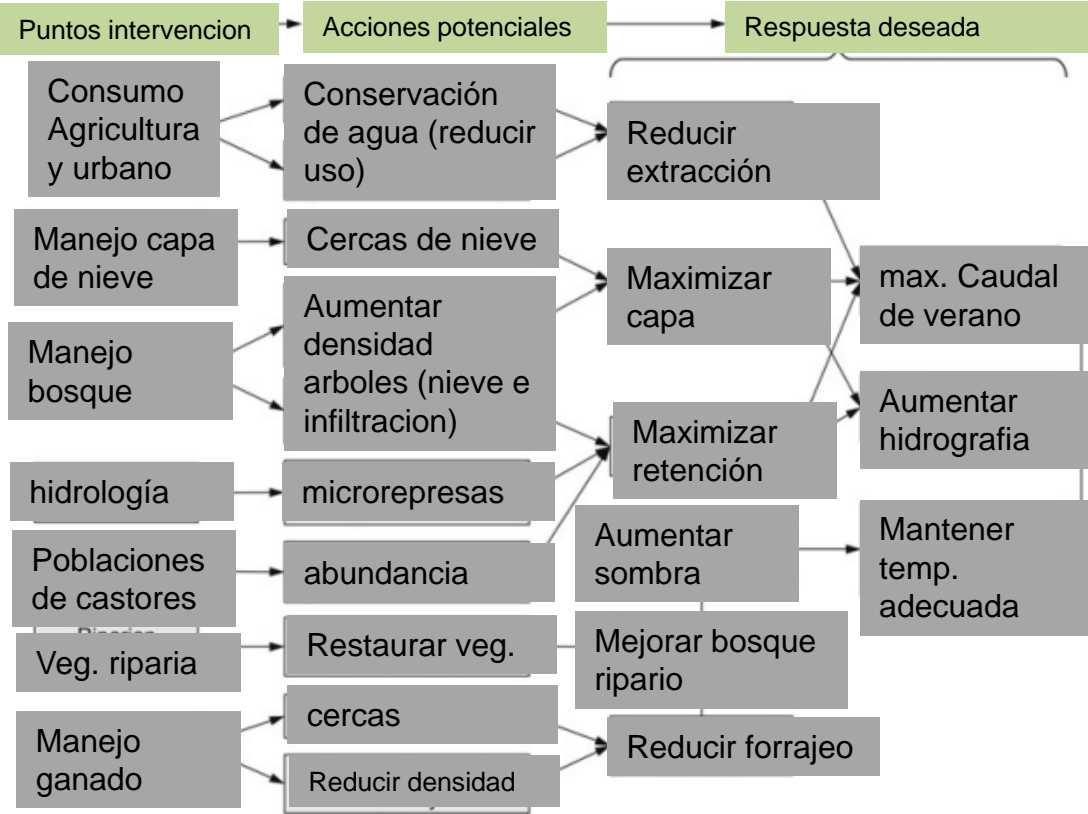 Puntos intervencion
Acciones potenciales
Respuesta deseada
Consumo
Agricultura
y urbano
Conservación
de agua (reducir
uso)
Reducir
extracción
Manejo capa
de nieve
Cercas de nieve
Maximizar
capa
max. Caudal
de verano
Manejo
bosque
Aumentar
densidad
arboles (nieve e
infiltracion)
Maximizar
retención
Aumentar
hidrografia
hidrología
microrepresas
Aumentar
sombra
Mantener
temp.
adecuada
Poblaciones
de castores
abundancia
Veg. riparia
Restaurar veg.
Mejorar bosque
ripario
Manejo
ganado
cercas
Reducir densidad
Reducir forrajeo